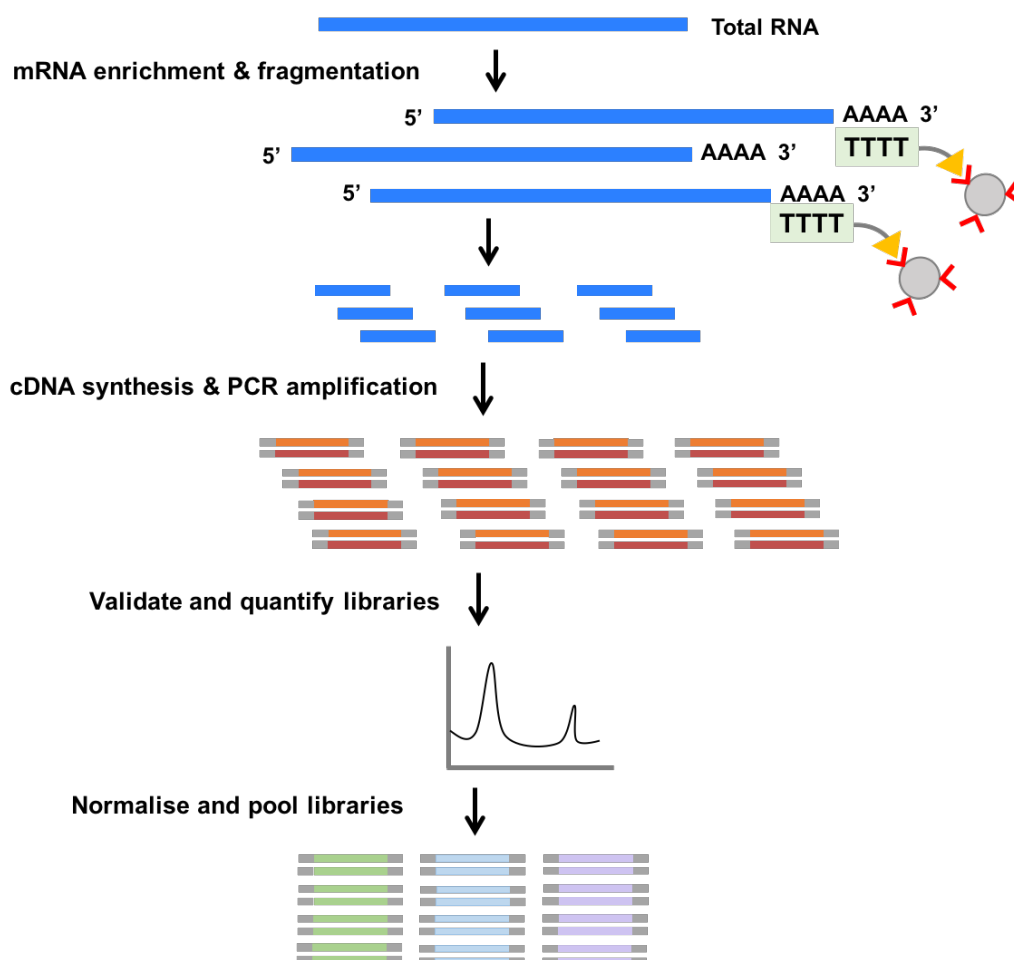 Total RNA
mRNA enrichment & fragmentation
5’ AAAA 3’
TTTT
5’ AAAA 3’
5’ AAAA 3’
TTTT
cDNA synthesis & PCR amplification
Validate and quantify libraries
Normalise and pool libraries